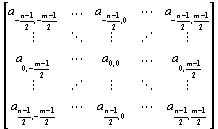 a_{-\frac{n-1}{2},-\frac{m-1}{2}} ⋯ a_{-\frac{n-1}{2},0} ⋯ a_{-\frac{n-1}{2},\frac{m-1}{2}}
⋮ ⋱ ⋮ ⋱ ⋮
a_{0,-\frac{m-1}{2}} ⋯ a_{0,0} ⋯ a_{0,\frac{m-1}{2}}
⋮ ⋱ ⋮ ⋱ ⋮
a_{\frac{n-1}{2},-\frac{m-1}{2}} ⋯ a_{\frac{n-1}{2},0} ⋯ a_{\frac{n-1}{2},\frac{m-1}{2}}